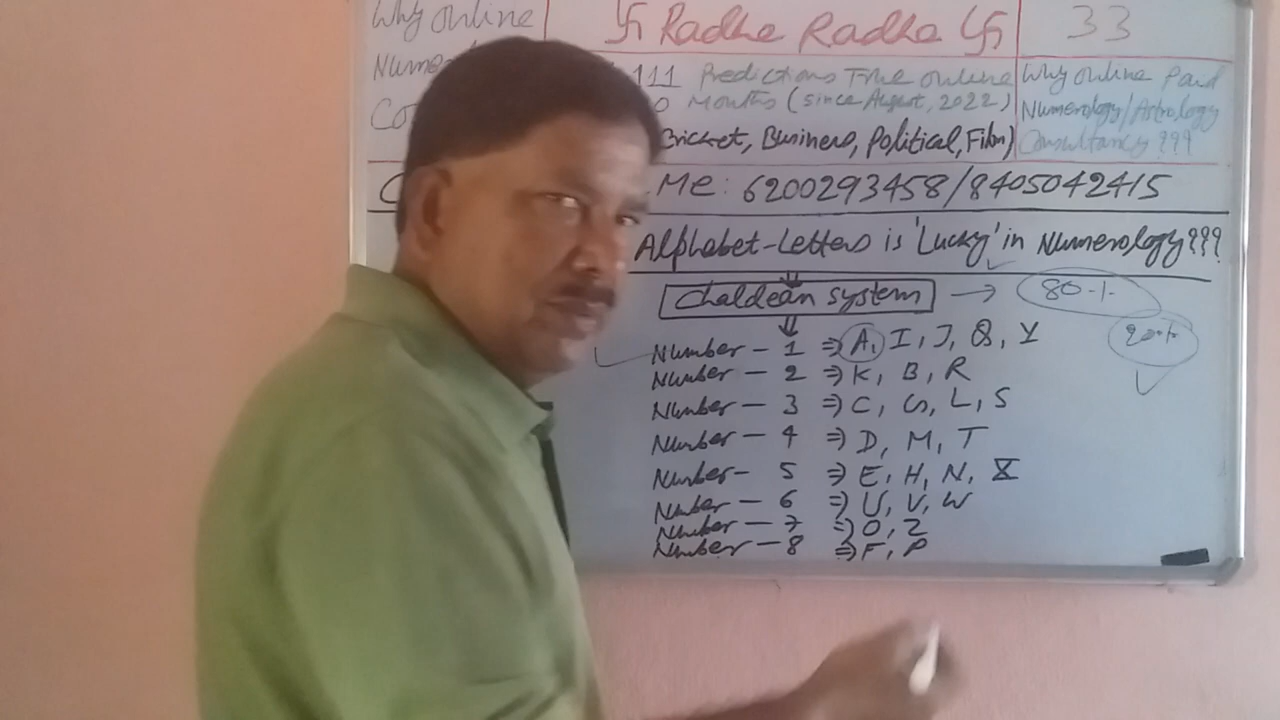 Why online
卐 Radhe Radhe 卐
33
111 Predictions True online
Months (since August, 2022)
Cricket, Business, Political, Film)
Why online Paid
Numerology/Astrology
Consultancy ???
Me: 6200293458/8405042415
Alphabet-Letters is 'Lucky' in Numerology???
Chaldean system → 80%
20%
Number - 1 ⇒ A, I, J, Q, Y
Number - 2 ⇒ K, B, R
Number - 3 ⇒ C, G, L, S
Number - 4 ⇒ D, M, T
Number - 5 ⇒ E, H, N, X
Number - 6 ⇒ U, V, W
Number - 7 ⇒ O, Z
Number - 8 ⇒ F, P